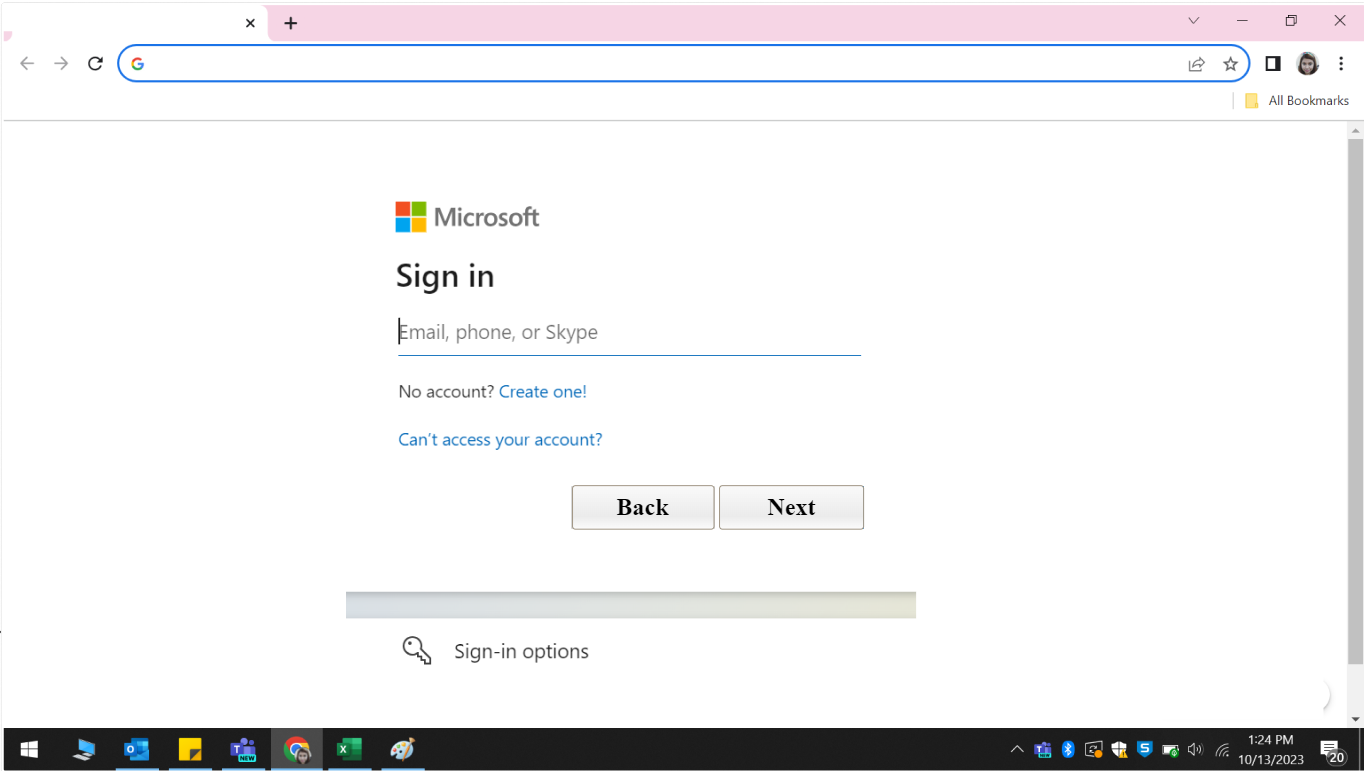 All Bookmarks
Microsoft
Sign in
Email, phone, or Skype
No account? Create one!
Can't access your account?
Back Next
Sign-in options
NEW
1:24 PM
10/13/2023
20